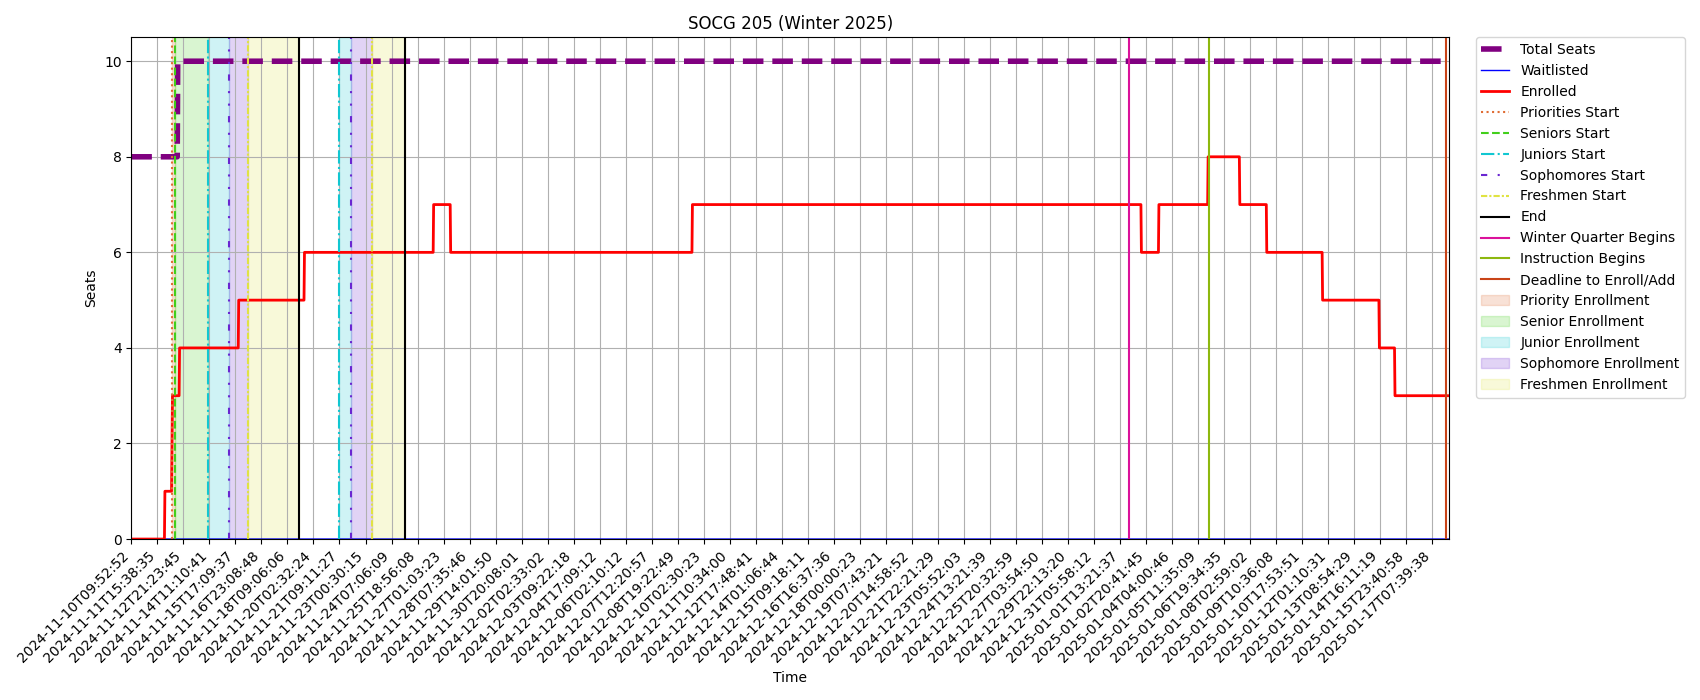 SOCG 205 (Winter 2025)
Seats
10
8
6
4
2
0
2024-11-10T09:52:52
2024-11-11T15:38:35
2024-11-12T21:23:45
2024-11-14T11:10:41
2024-11-15T17:09:37
2024-11-16T23:08:48
2024-11-18T09:06:06
2024-11-20T02:32:24
2024-11-21T09:11:27
2024-11-23T00:30:15
2024-11-24T07:06:09
2024-11-25T18:56:08
2024-11-27T01:03:23
2024-11-28T07:35:46
2024-11-29T14:01:50
2024-11-30T20:08:01
2024-12-02T02:33:02
2024-12-03T09:22:18
2024-12-04T17:09:12
2024-12-06T02:10:12
2024-12-07T12:20:57
2024-12-08T19:22:49
2024-12-10T02:30:23
2024-12-11T10:34:00
2024-12-12T17:48:41
2024-12-14T01:06:44
2024-12-15T09:18:11
2024-12-16T16:37:36
2024-12-18T00:00:23
2024-12-19T07:43:21
2024-12-20T14:58:52
2024-12-21T22:21:29
2024-12-23T05:52:03
2024-12-24T13:21:39
2024-12-25T20:32:59
2024-12-27T03:54:50
2024-12-29T22:13:20
2024-12-31T05:58:12
2025-01-01T13:21:37
2025-01-02T20:41:45
2025-01-04T04:00:46
2025-01-05T11:35:09
2025-01-06T19:34:35
2025-01-08T02:59:02
2025-01-09T10:36:08
2025-01-10T17:53:51
2025-01-12T01:10:31
2025-01-13T08:54:29
2025-01-14T16:11:19
2025-01-15T23:40:58
2025-01-17T07:39:38
Time
Total Seats
Waitlisted
Enrolled
Priorities Start
Seniors Start
Juniors Start
Sophomores Start
Freshmen Start
End
Winter Quarter Begins
Instruction Begins
Deadline to Enroll/Add
Priority Enrollment
Senior Enrollment
Junior Enrollment
Sophomore Enrollment
Freshmen Enrollment